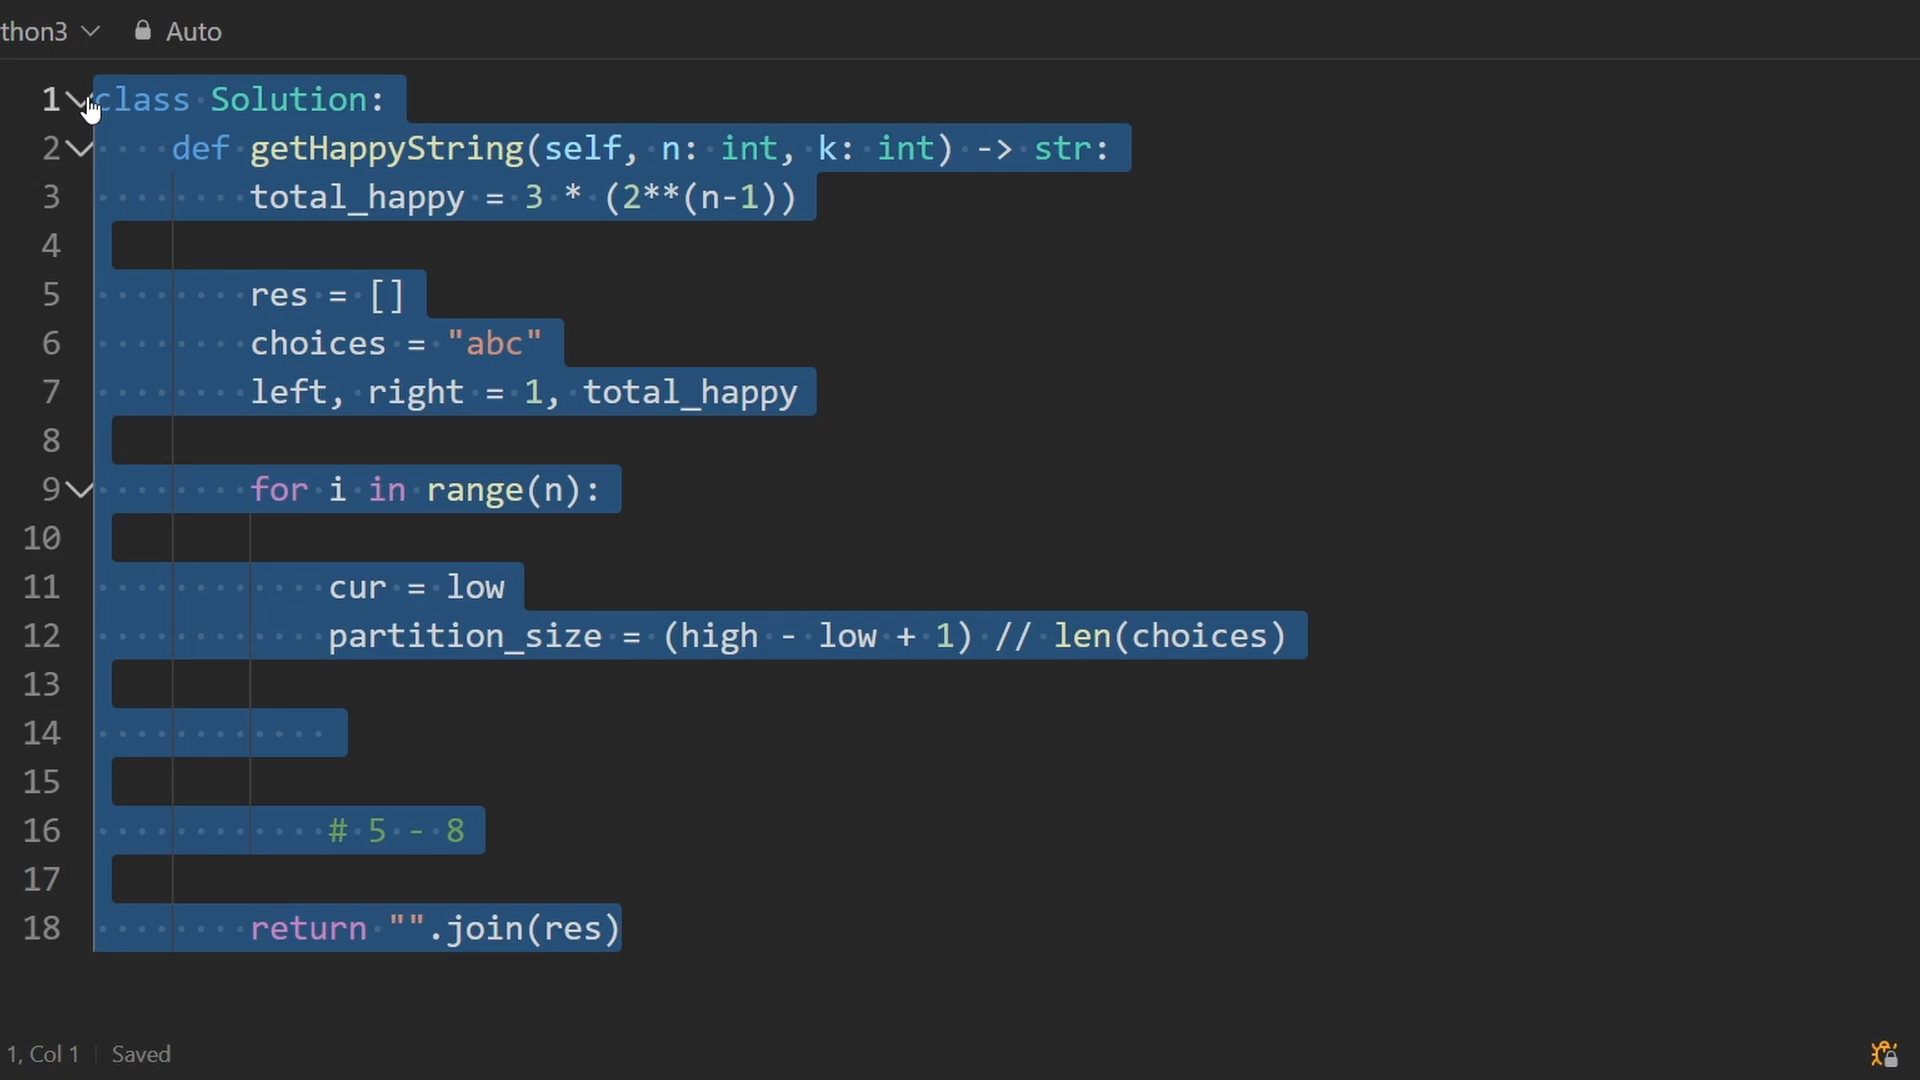 thon3 Auto
1 class Solution:
2 def getHappyString(self, n: int, k: int) -> str:
3 total_happy = 3 * (2**(n-1))
4
5 res = []
6 choices = "abc"
7 left, right = 1, total_happy
8
9 for i in range(n):
10
11 cur = low
12 partition_size = (high - low + 1) // len(choices)
13
14
15
16 # 5 - 8
17
18 return "".join(res)
1, Col 1 Saved